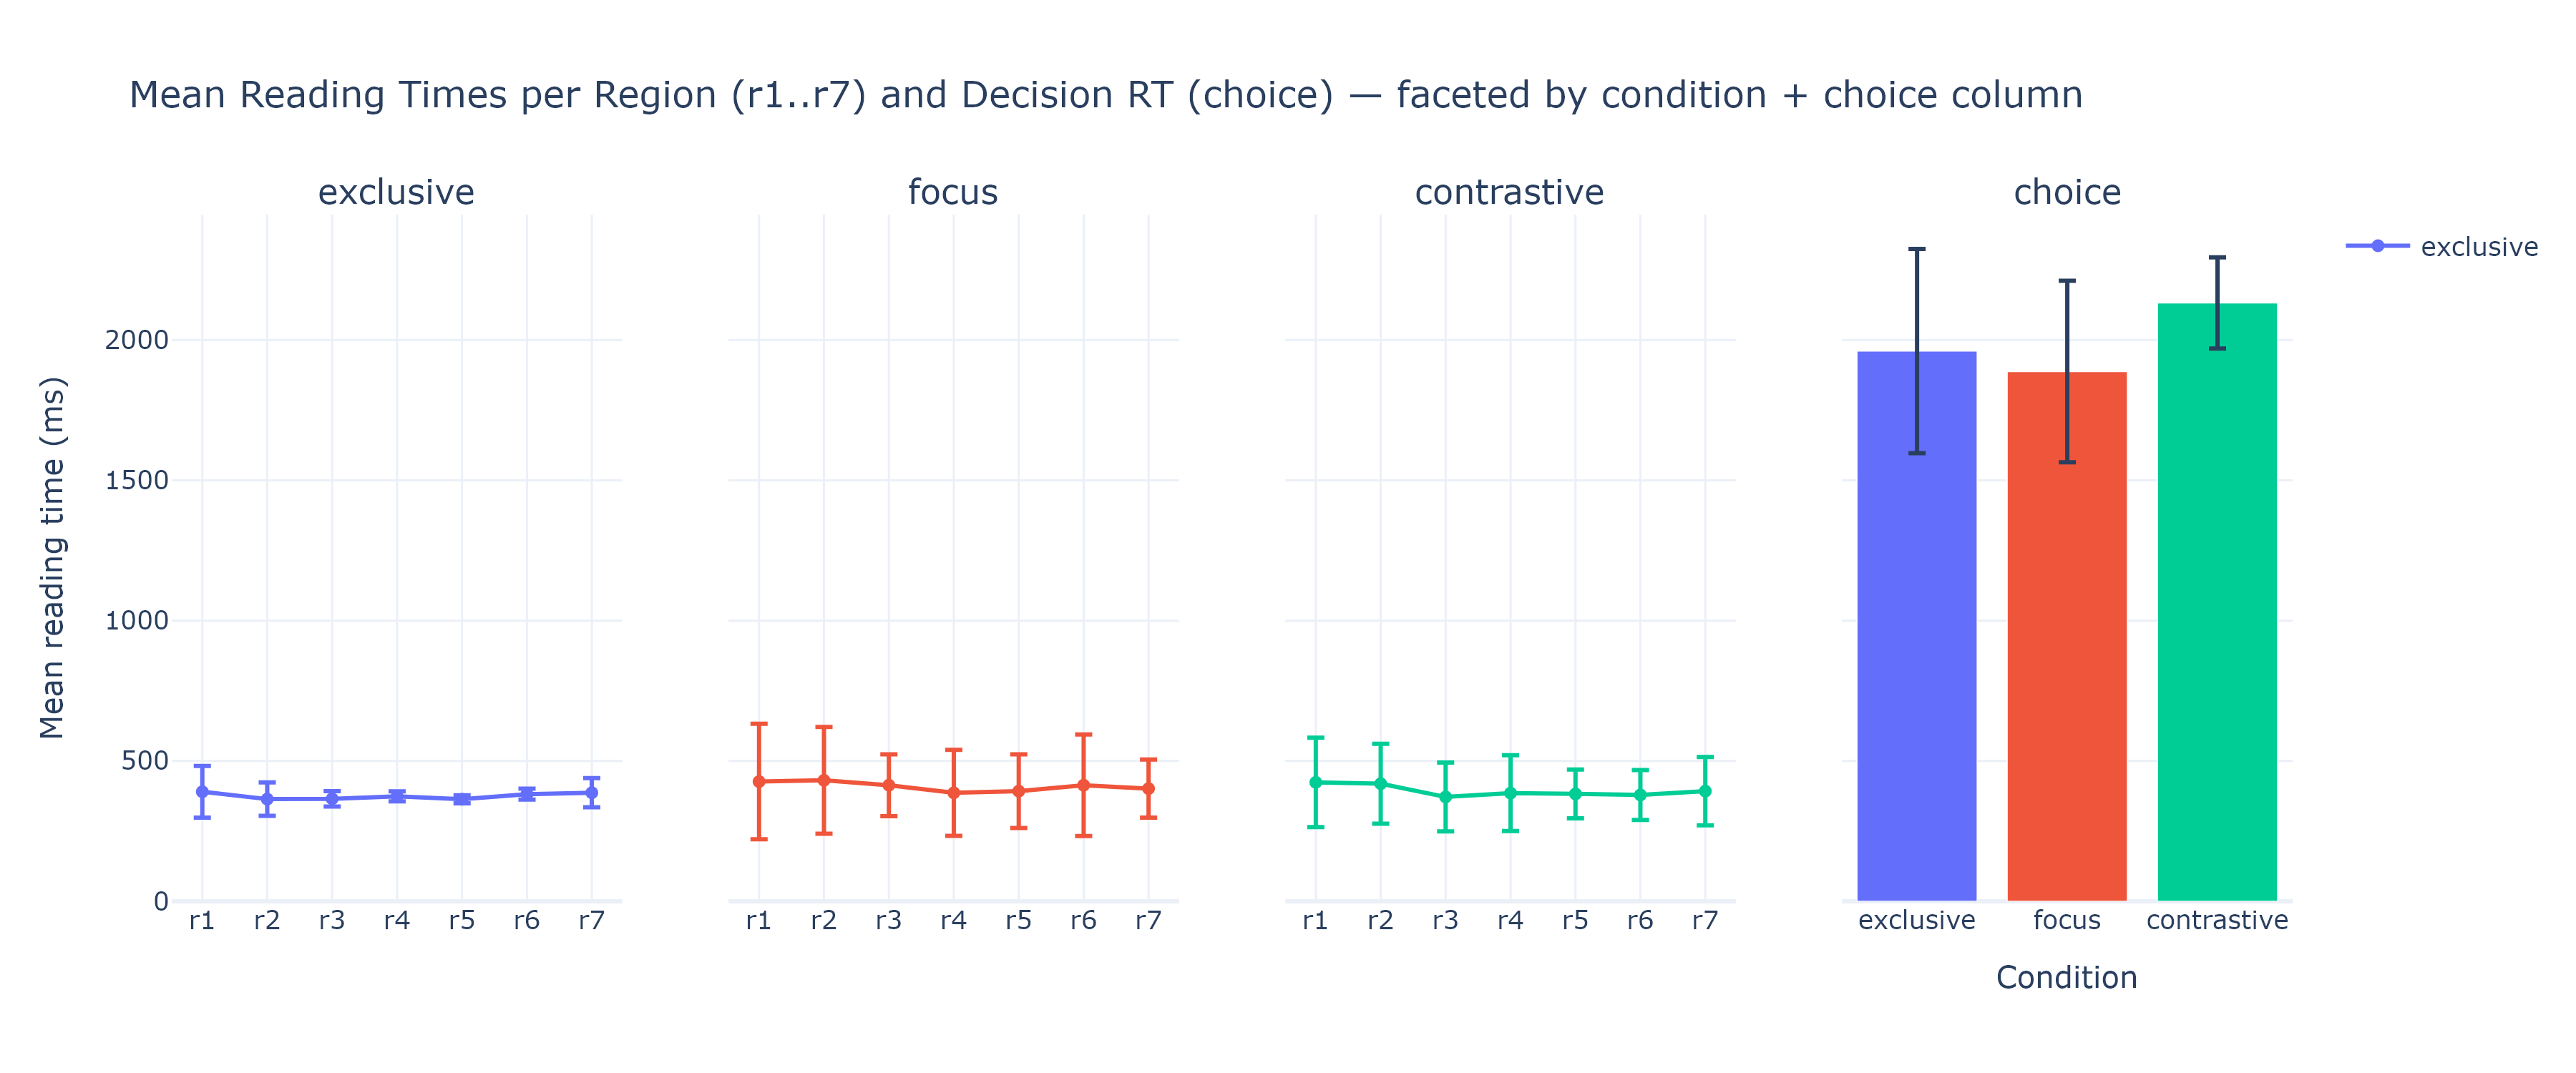 Mean Reading Times per Region (r1..r7) and Decision RT (choice) — faceted by condition + choice column
exclusive
focus
contrastive
choice
exclusive
Mean reading time (ms)
2000
1500
1000
500
0
r1 r2 r3 r4 r5 r6 r7
r1 r2 r3 r4 r5 r6 r7
r1 r2 r3 r4 r5 r6 r7
exclusive focus contrastive
Condition